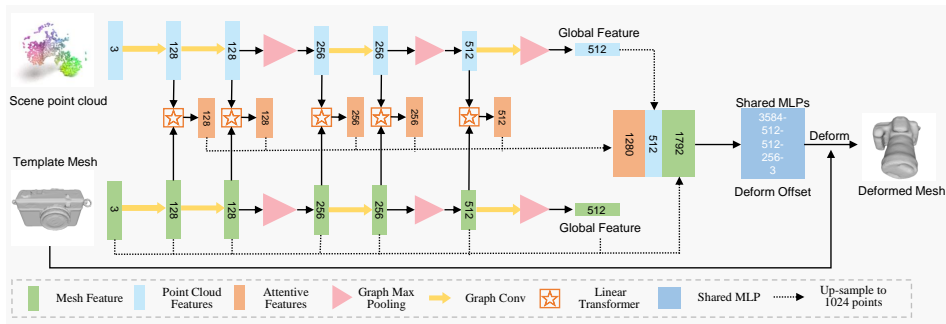 3
128
128
256
256
512
Global Feature
512
Scene point cloud
128
128
256
256
512
Template Mesh
1280
512
1792
Shared MLPs
3584-
512-
512-
256-
3
Deform Offset
Deform
Deformed Mesh
3
128
128
256
256
512
512
Global Feature
Mesh Feature
Point Cloud
Features
Attentive
Features
Graph Max
Pooling
Graph Conv
Linear
Transformer
Shared MLP
Up-sample to
1024 points